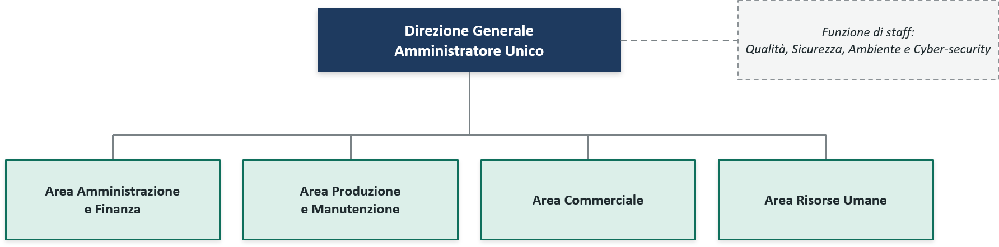 Direzione Generale
Amministratore Unico
Funzione di staff:
Qualità, Sicurezza, Ambiente e Cyber-security
Area Amministrazione
e Finanza
Area Produzione
e Manutenzione
Area Commerciale
Area Risorse Umane